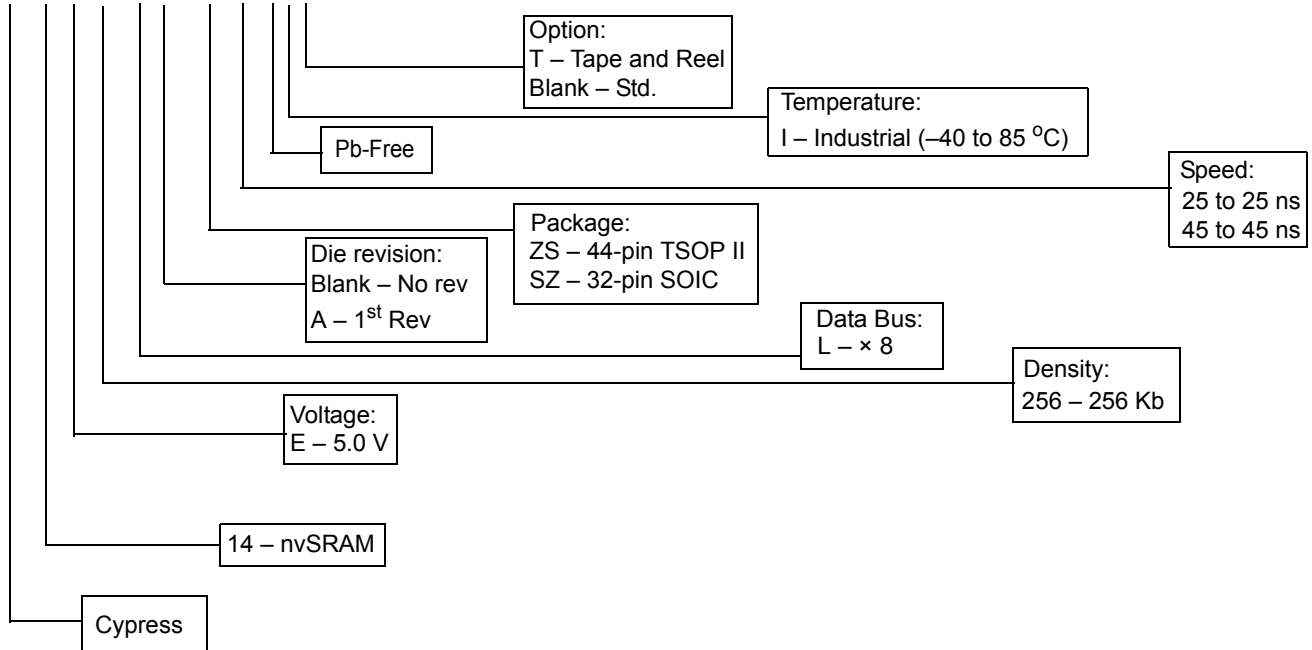 Option:
T – Tape and Reel
Blank – Std.
Temperature:
I – Industrial (–40 to 85 ºC)
Pb-Free
Speed:
25 to 25 ns
45 to 45 ns
Package:
ZS – 44-pin TSOP II
SZ – 32-pin SOIC
Die revision:
Blank – No rev
A – 1st Rev
Data Bus:
L – × 8
Density:
256 – 256 Kb
Voltage:
E – 5.0 V
14 – nvSRAM
Cypress